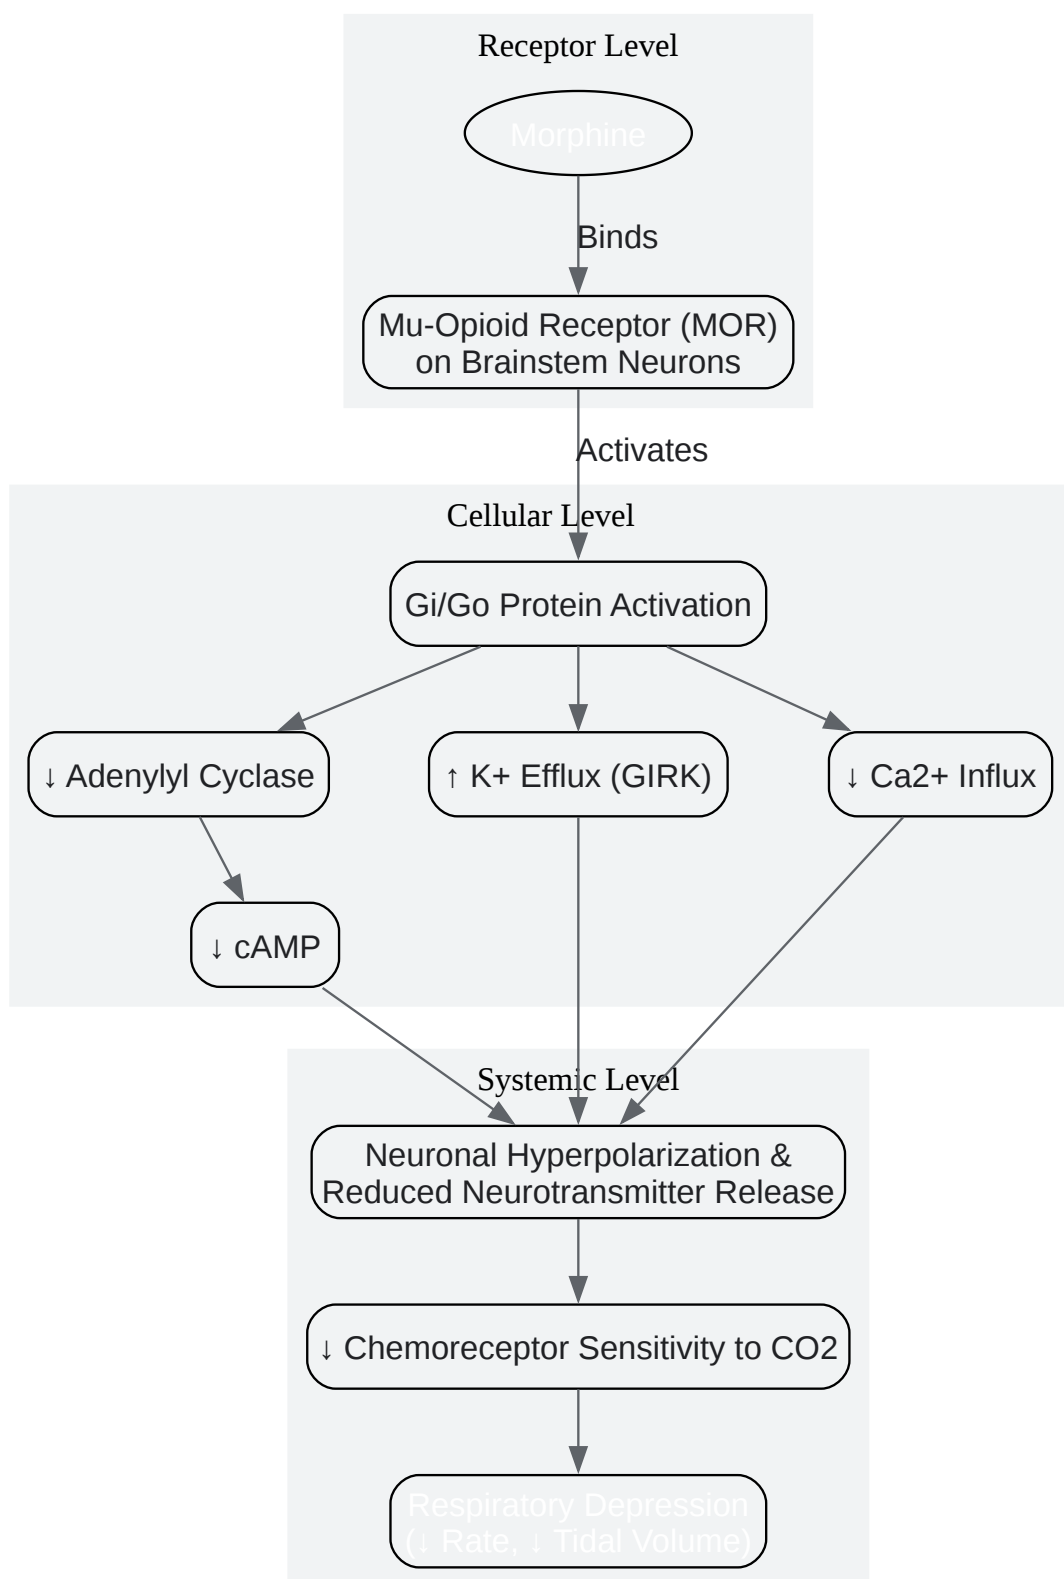 Receptor Level
Morphine
Binds
Mu-Opioid Receptor (MOR)
on Brainstem Neurons
Activates
Cellular Level
Gi/Go Protein Activation
↓ Adenylyl Cyclase
↑ K+ Efflux (GIRK)
↓ Ca2+ Influx
↓ cAMP
Systemic Level
Neuronal Hyperpolarization &
Reduced Neurotransmitter Release
↓ Chemoreceptor Sensitivity to CO2
Respiratory Depression
(↓ Rate, ↓ Tidal Volume)